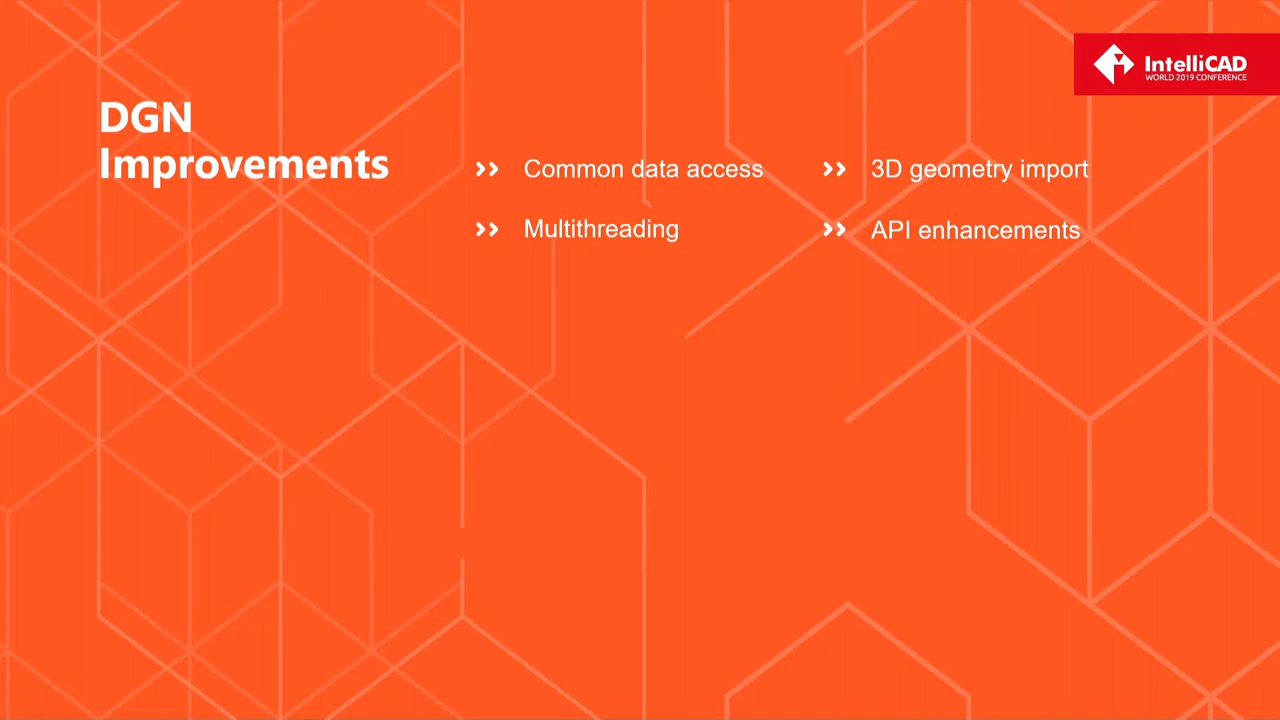 IntelliCAD
WORLD 2019 CONFERENCE
DGN
Improvements
Common data access
Multithreading
3D geometry import
API enhancements